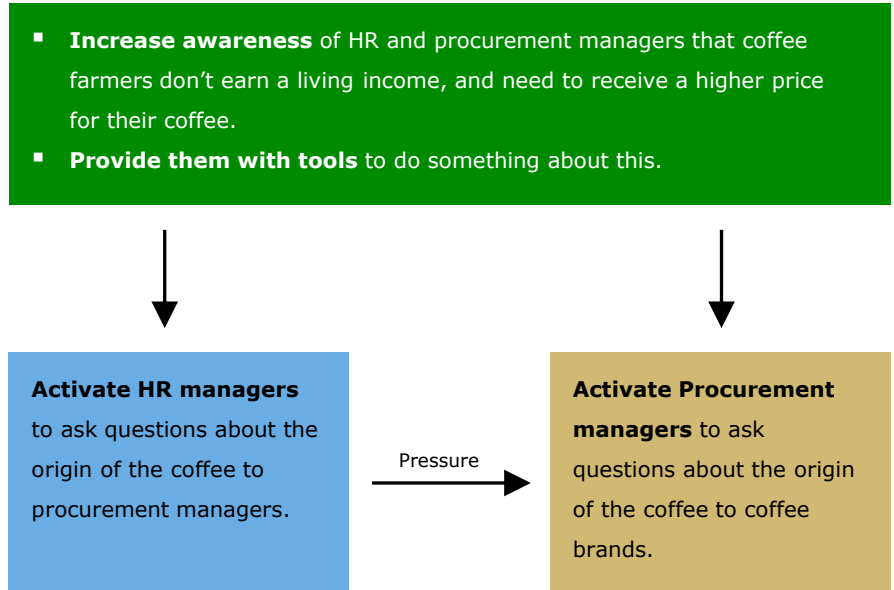 ▪ Increase awareness of HR and procurement managers that coffee
farmers don’t earn a living income, and need to receive a higher price
for their coffee.
▪ Provide them with tools to do something about this.
Activate HR managers
to ask questions about the
origin of the coffee to
procurement managers.
Pressure
Activate Procurement
managers to ask
questions about the origin
of the coffee to coffee
brands.